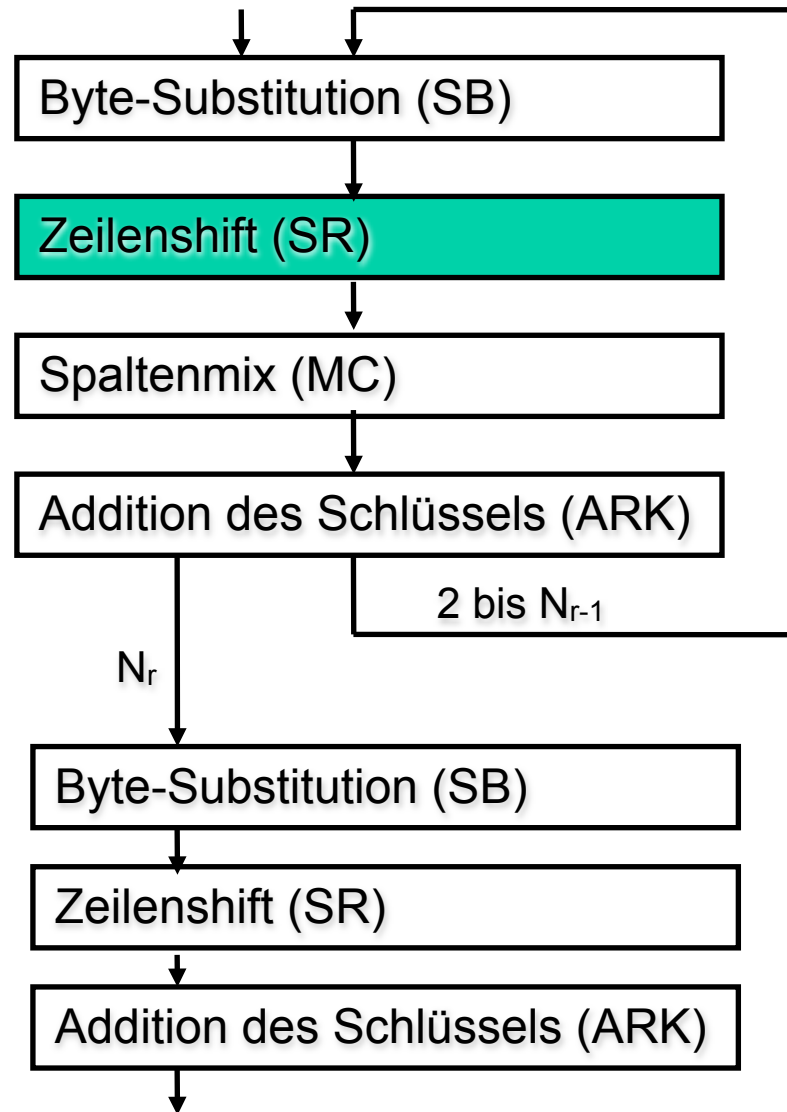 Byte-Substitution (SB)
Zeilenshift (SR)
Spaltenmix (MC)
Addition des Schlüssels (ARK)
2 bis Nr-1
Nr
Byte-Substitution (SB)
Zeilenshift (SR)
Addition des Schlüssels (ARK)